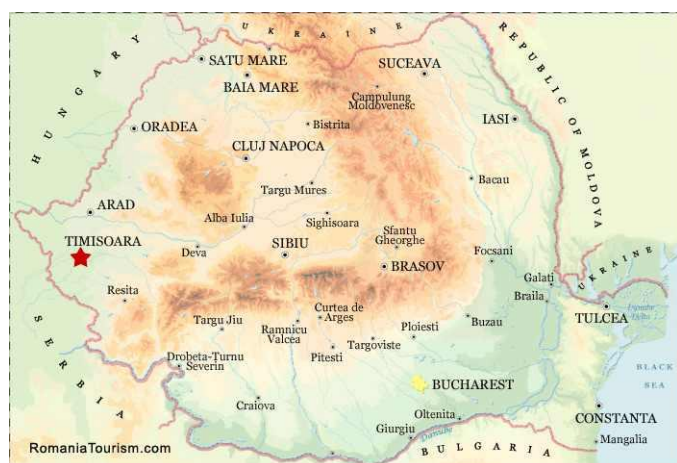 UKRAINE
HUNGARY
REPUBLIC OF MOLDOVA
SATU MARE
SUCEAVA
BAIA MARE
Campulung
Moldovenesc
ORADEA
Bistrita
IASI
CLUJ NAPOCA
Targu Mures
Bacau
ARAD
Alba Iulia
Sighisoara
TIMISOARA
Deva
SIBIU
Sfantu
Gheorghe
BRASOV
Focsani
UKRAINE
Resita
Galati
Braila
TULCEA
Danube
Delta
SERBIA
Targu Jiu
Ramnicu
Valcea
Curtea de
Arges
Ploiesti
Buzau
Pitesti
Targoviste
Drobeta-Turnu
Severin
BLACK
SEA
BUCHAREST
Craiova
Oltenita
CONSTANTA
Giurgiu
Danube
BULGARIA
Mangalia
RomaniaTourism.com